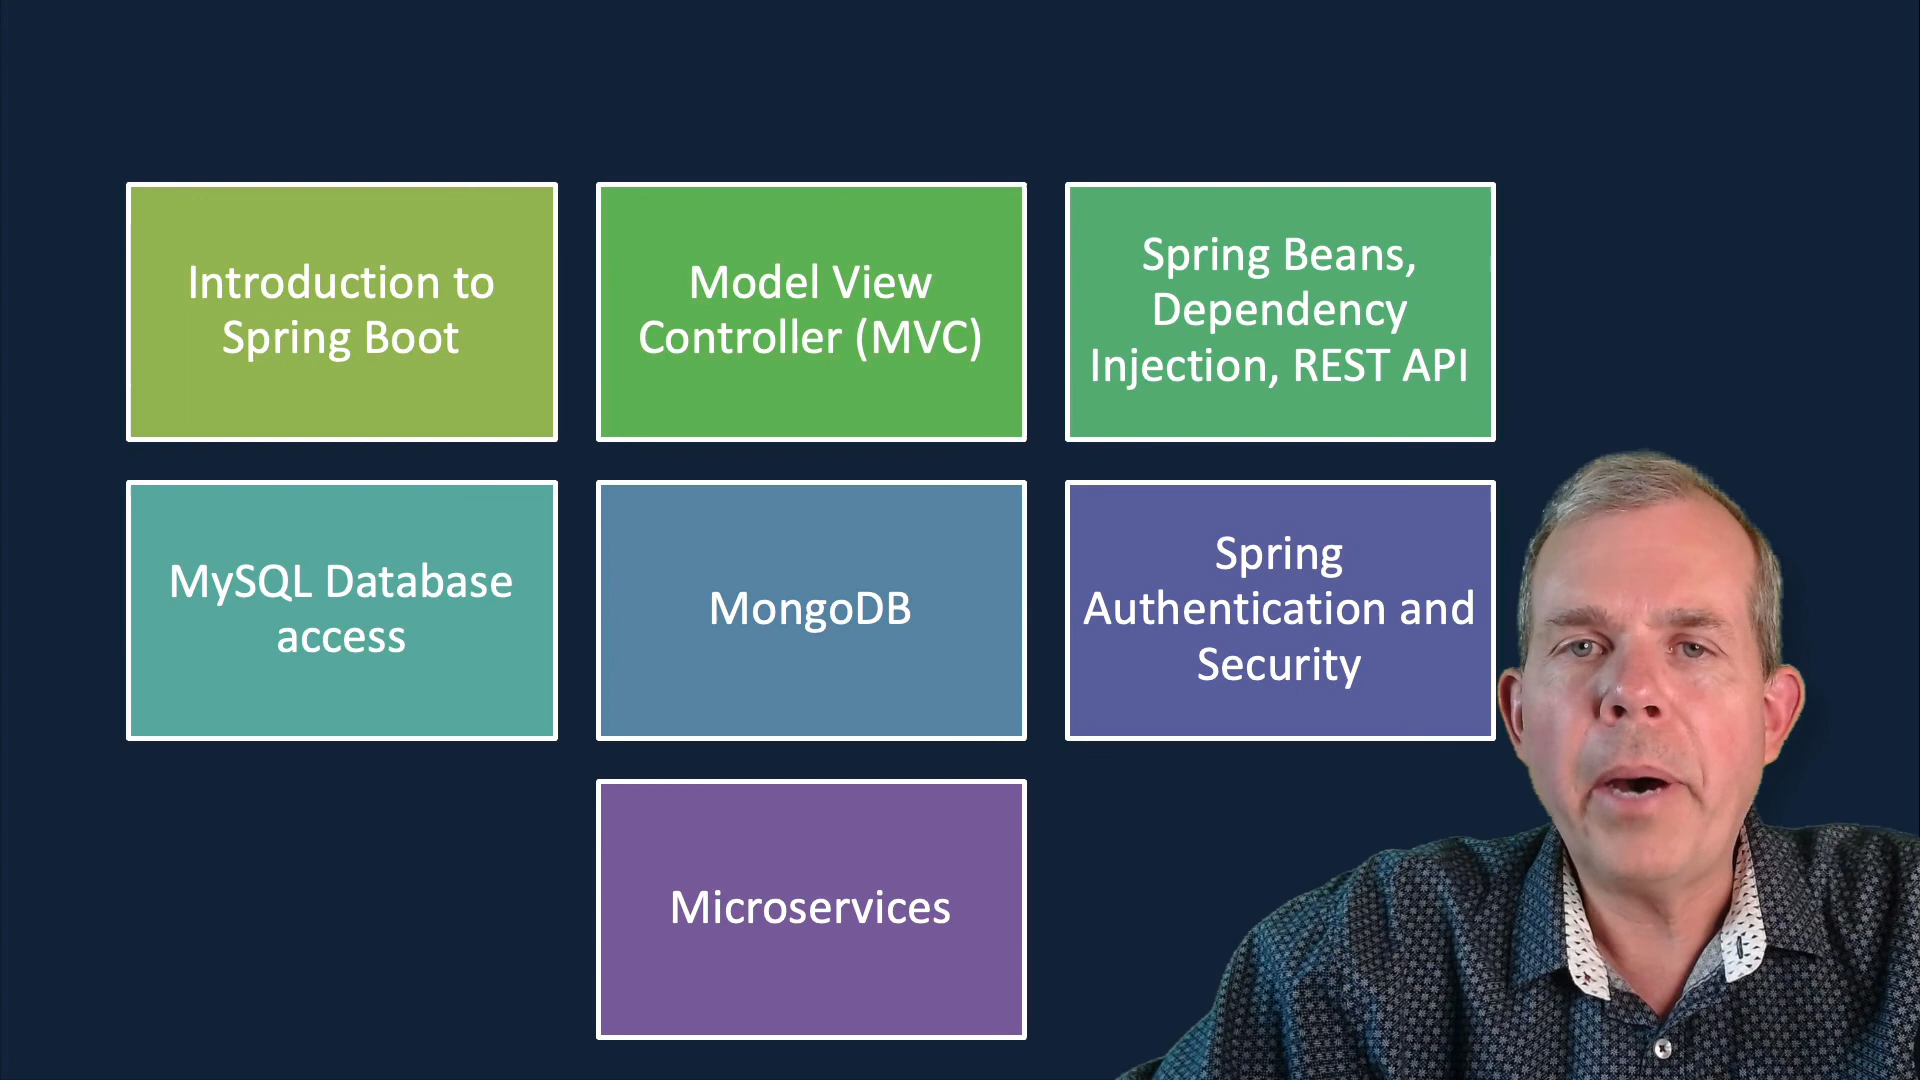 Introduction to
Spring Boot
Model View
Controller (MVC)
Spring Beans,
Dependency
Injection, REST API
MySQL Database
access
MongoDB
Spring
Authentication and
Security
Microservices